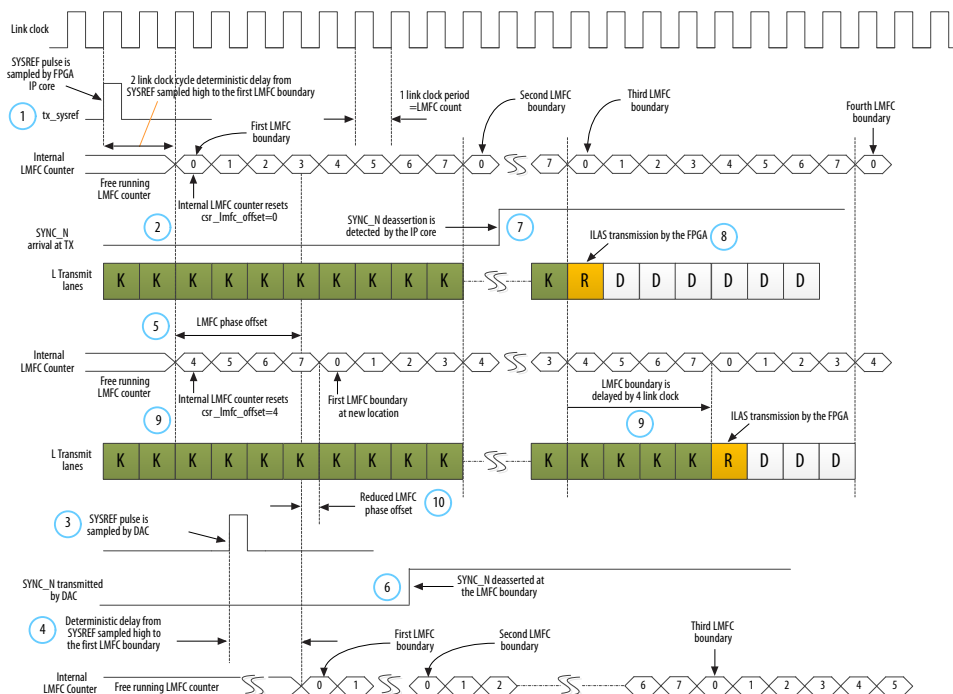 Link clock
SYSREF pulse is
sampled by FPGA
IP core
2 link clock cycle deterministic delay from
SYSREF sampled high to the first LMFC boundary
1 link clock period
=LMFC count
Second LMFC
boundary
Third LMFC
boundary
Fourth LMFC
boundary
1 tx_sysref
First LMFC
boundary
Internal
LMFC Counter
0 1 2 3 4 5 6 7 0 7 0 1 2 3 4 5 6 7 0
Free running
LMFC counter
Internal LMFC counter resets
csr_lmfc_offset=0
2
SYNC_N deassertion is
detected by the IP core
7
SYNC_N
arrival at TX
ILAS transmission by the FPGA 8
L Transmit
lanes
K K K K K K K K K K K R D D D D D D
5
LMFC phase offset
Internal
LMFC Counter
4 5 6 7 0 1 2 3 4 3 4 5 6 7 0 1 2 3 4
Free running
LMFC counter
Internal LMFC counter resets
csr_lmfc_offset=4
First LMFC boundary
at new location
LMFC boundary is
delayed by 4 link clock
9
9
ILAS transmission by the FPGA
L Transmit
lanes
K K K K K K K K K K K K K K K R D D D
Reduced LMFC
phase offset
10
3
SYSREF pulse is
sampled by DAC
SYNC_N transmitted
by DAC
6
SYNC_N deasserted at
the LMFC boundary
4
Deterministic delay from
SYSREF sampled high to
the first LMFC boundary
First LMFC
boundary
Second LMFC
boundary
Third LMFC
boundary
Internal
LMFC Counter
Free running LMFC counter
0 1 0 1 2 6 7 0 1 2 3 4 5